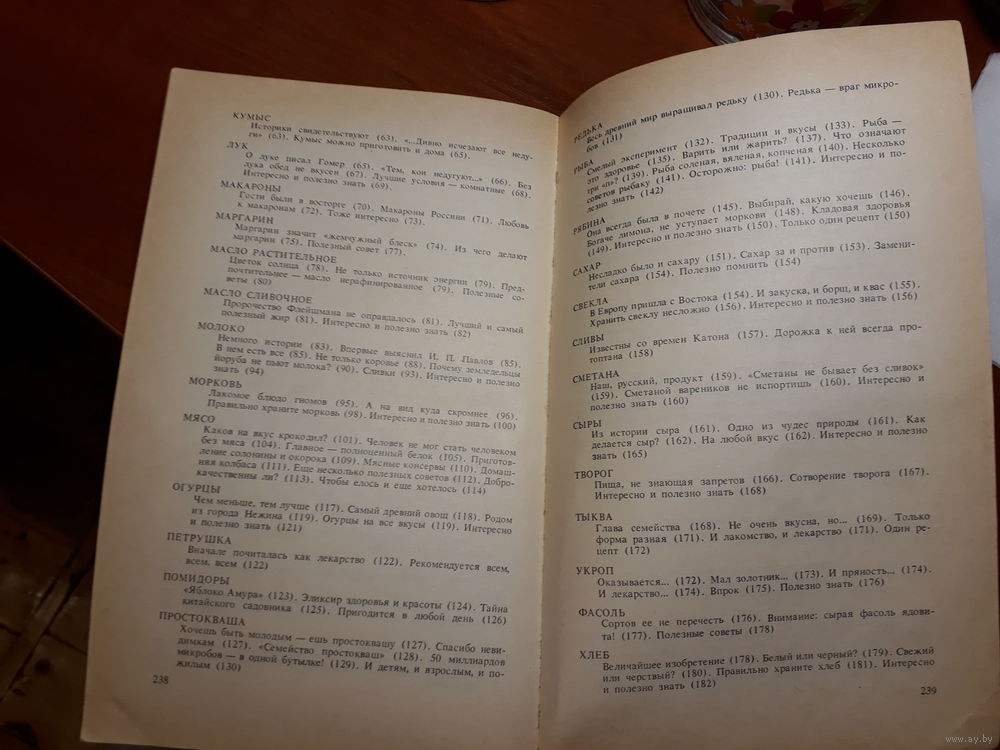 КУМЫС
Историки свидетельствуют (63). «...Дивно исчезают все неду-
ги» (63). Кумыс можно приготовить и дома (65).
ЛУК
О луке писал Гомер (65). «Тем, кои недугуют...» (66). Без
лука обед не вкусен (67). Лучшие условия — комнатные (68).
Интересно и полезно знать (69).
МАКАРОНЫ
Гости были в восторге (70). Макароны Россини (71). Любовь
к макаронам (72). Тоже интересно (73).
МАРГАРИН
Маргарин значит «жемчужный блеск» (74). Из чего делают
маргарин (75). Полезный совет (77).
МАСЛО РАСТИТЕЛЬНОЕ
Цветок солнца (78). Не только источник энергии (79). Пред-
почтительнее — масло нерафинированное (79). Полезные со-
веты (80)
МАСЛО СЛИВОЧНОЕ
Пророчество Флейшмана не оправдалось (81). Лучший и самый
полезный жир (81). Интересно и полезно знать (82)
МОЛОКО
Немного истории (83). Впервые выяснил И. П. Павлов (85).
В нем есть все (85). Не только коровье (88). Почему земледельцы
йоруба не пьют молока? (90). Сливки (93). Интересно и полезно
знать (94)
МОРКОВЬ
Лакомое блюдо гномов (95). А на вид куда скромнее (96).
Правильно храните морковь (98). Интересно и полезно знать (100)
МЯСО
Каков на вкус крокодил? (101). Человек не мог стать человеком
без мяса (104). Главное — полноценный белок (105). Приготов-
ление солонины и окорока (109). Мясные консервы (110). Домаш-
няя колбаса (111). Еще несколько полезных советов (112). Добро-
качественны ли? (113). Чтобы елось и еще хотелось (114)
ОГУРЦЫ
Чем меньше, тем лучше (117). Самый древний овощ (118). Родом
из города Нежина (119). Огурцы на все вкусы (119). Интересно
и полезно знать (121)
ПЕТРУШКА
Вначале почиталась как лекарство (122). Рекомендуется всем,
всем, всем (122)
ПОМИДОРЫ
«Яблоко Амура» (123). Эликсир здоровья и красоты (124). Тайна
китайского садовника (125). Пригодится в любой день (126)
ПРОСТОКВАША
Хочешь быть молодым — ешь простоквашу (127). Спасибо неви-
димкам (127). «Семейство простокваш» (128). 50 миллиардов
микробов — в одной бутылке! (129). И детям, и взрослым, и по-
жилым (130)
238
РЕДЬКА
Весь древний мир выращивал редьку (130). Редька — враг микро-
бов (131)
РЫБА
Смелый эксперимент (132). Традиции и вкусы (133). Рыба —
это здоровье (135). Варить или жарить? (137). Что означают
три «п»? (139). Рыба соленая, вяленая, копченая (140). Несколько
советов рыбаку (141). Осторожно: рыба! (141). Интересно и по-
лезно знать (142)
РЯБИНА
Она всегда была в почете (145). Выбирай, какую хочешь (146).
Богаче лимона, не уступает моркови (148). Кладовая здоровья
(149). Интересно и полезно знать (150). Только один рецепт (150)
САХАР
Несладко было и сахару (151). Сахар за и против (153). Замени-
тели сахара (154). Полезно помнить (154)
СВЕКЛА
В Европу пришла с Востока (154). И закуска, и борщ, и квас (155).
Хранить свеклу несложно (156). Интересно и полезно знать (156)
СЛИВЫ
Известны со времен Катона (157). Дорожка к ней всегда про-
топтана (158)
СМЕТАНА
Наш, русский, продукт (159). «Сметаны не бывает без сливок»
(159). Сметаной вареников не испортишь (160). Интересно и
полезно знать (160)
СЫРЫ
Из истории сыра (161). Одно из чудес природы (161). Как
делается сыр? (162). На любой вкус (162). Интересно и полезно
знать (165)
ТВОРОГ
Пища, не знающая запретов (166). Сотворение творога (167).
Интересно и полезно знать (168)
ТЫКВА
Глава семейства (168). Не очень вкусна, но... (169). Только
форма разная (171). И лакомство, и лекарство (171). Один ре-
цепт (172)
УКРОП
Оказывается... (172). Мал золотник... (173). И пряность... (174).
И лекарство... (174). Впрок (175). Полезно знать (176)
ФАСОЛЬ
Сортов ее не перечесть (176). Внимание: сырая фасоль ядови-
та! (177). Полезные советы (178)
ХЛЕБ
Величайшее изобретение (178). Белый или черный? (179). Свежий
или черствый? (180). Правильно храните хлеб (181). Интересно
и полезно знать (182)
239
www.ay.by